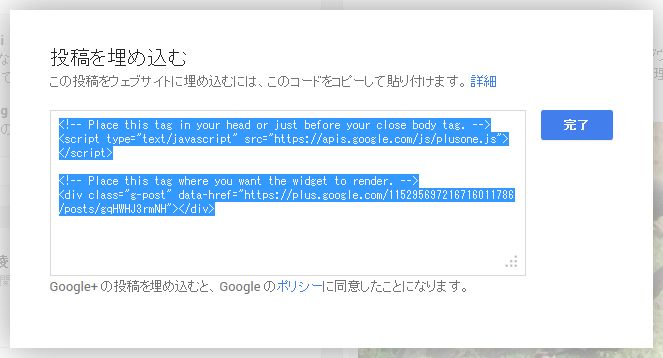 投稿を埋め込む
この投稿をウェブサイトに埋め込むには、このコードをコピーして貼り付けます。 詳細
<!-- Place this tag in your head or just before your close body tag. -->
<script type="text/javascript" src="https://apis.google.com/js/plusone.js">
</script>
<!-- Place this tag where you want the widget to render. -->
<div class="g-post" data-href="https://plus.google.com/115295697216716011786
/posts/gqHWHJ3rmNH"></div>
完了
Google+ の投稿を埋め込むと、Google のポリシーに同意したことになります。